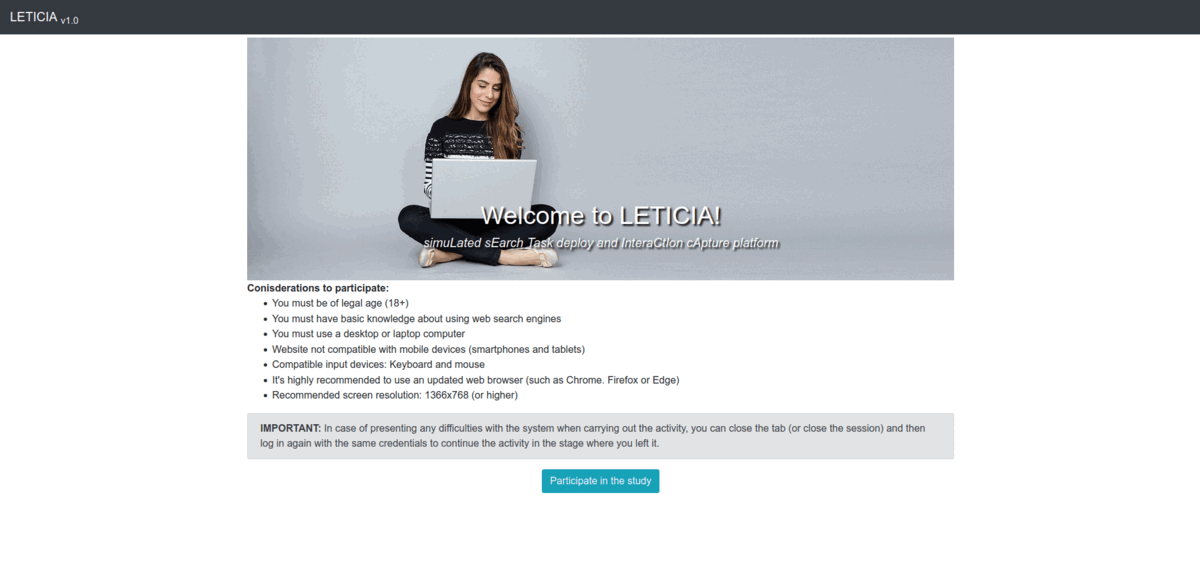 LETICIA v1.0
Welcome to LETICIA!
simuLated sEarch Task deploy and InteraCtIon cApture platform
Conisderations to participate:
You must be of legal age (18+)
You must have basic knowledge about using web search engines
You must use a desktop or laptop computer
Website not compatible with mobile devices (smartphones and tablets)
Compatible input devices: Keyboard and mouse
It's highly recommended to use an updated web browser (such as Chrome. Firefox or Edge)
Recommended screen resolution: 1366x768 (or higher)
IMPORTANT: In case of presenting any difficulties with the system when carrying out the activity, you can close the tab (or close the session) and then
log in again with the same credentials to continue the activity in the stage where you left it.
Participate in the study